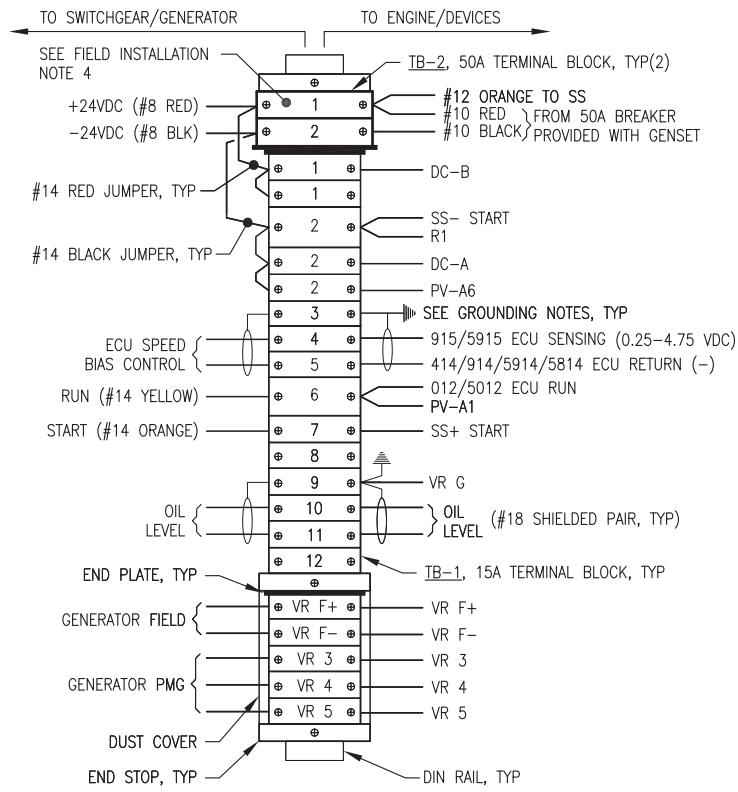 TO SWITCHGEAR/GENERATOR
TO ENGINE/DEVICES
SEE FIELD INSTALLATION
NOTE 4
TB-2, 50A TERMINAL BLOCK, TYP(2)
+24VDC (#8 RED)
1
#12 ORANGE TO SS
#10 RED
FROM 50A BREAKER
-24VDC (#8 BLK)
2
#10 BLACK
PROVIDED WITH GENSET
1
DC-B
#14 RED JUMPER, TYP
1
SS- START
2
R1
#14 BLACK JUMPER, TYP
2
DC-A
2
PV-A6
3
SEE GROUNDING NOTES, TYP
ECU SPEED
BIAS CONTROL
4
915/5915 ECU SENSING (0.25-4.75 VDC)
5
414/914/5914/5814 ECU RETURN (-)
RUN (#14 YELLOW)
6
012/5012 ECU RUN
PV-A1
START (#14 ORANGE)
7
SS+ START
8
9
VR G
OIL
LEVEL
10
11
OIL
LEVEL
(#18 SHIELDED PAIR, TYP)
12
TB-1, 15A TERMINAL BLOCK, TYP
END PLATE, TYP
GENERATOR FIELD
VR F+
VR F+
VR F-
VR F-
VR 3
VR 3
GENERATOR PMG
VR 4
VR 4
VR 5
VR 5
DUST COVER
END STOP, TYP
DIN RAIL, TYP